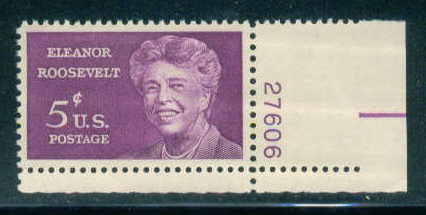 ELEANOR
ROOSEVELT
5¢ U.S.
POSTAGE
27606